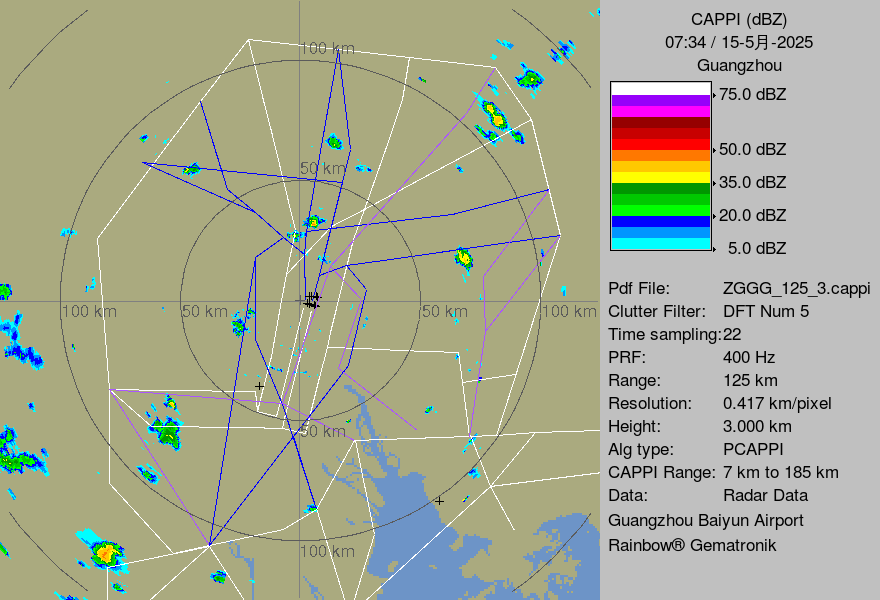 CAPPI (dBZ)
07:34 / 15-5月-2025
Guangzhou
75.0 dBZ
50.0 dBZ
35.0 dBZ
20.0 dBZ
5.0 dBZ
Pdf File: ZGGG_125_3.cappi
Clutter Filter: DFT Num 5
Time sampling:22
PRF: 400 Hz
Range: 125 km
Resolution: 0.417 km/pixel
Height: 3.000 km
Alg type: PCAPPI
CAPPI Range: 7 km to 185 km
Data: Radar Data
Guangzhou Baiyun Airport
Rainbow® Gematronik
100 km
50 km
100 km
50 km
50 km
100 km
50 km
100 km